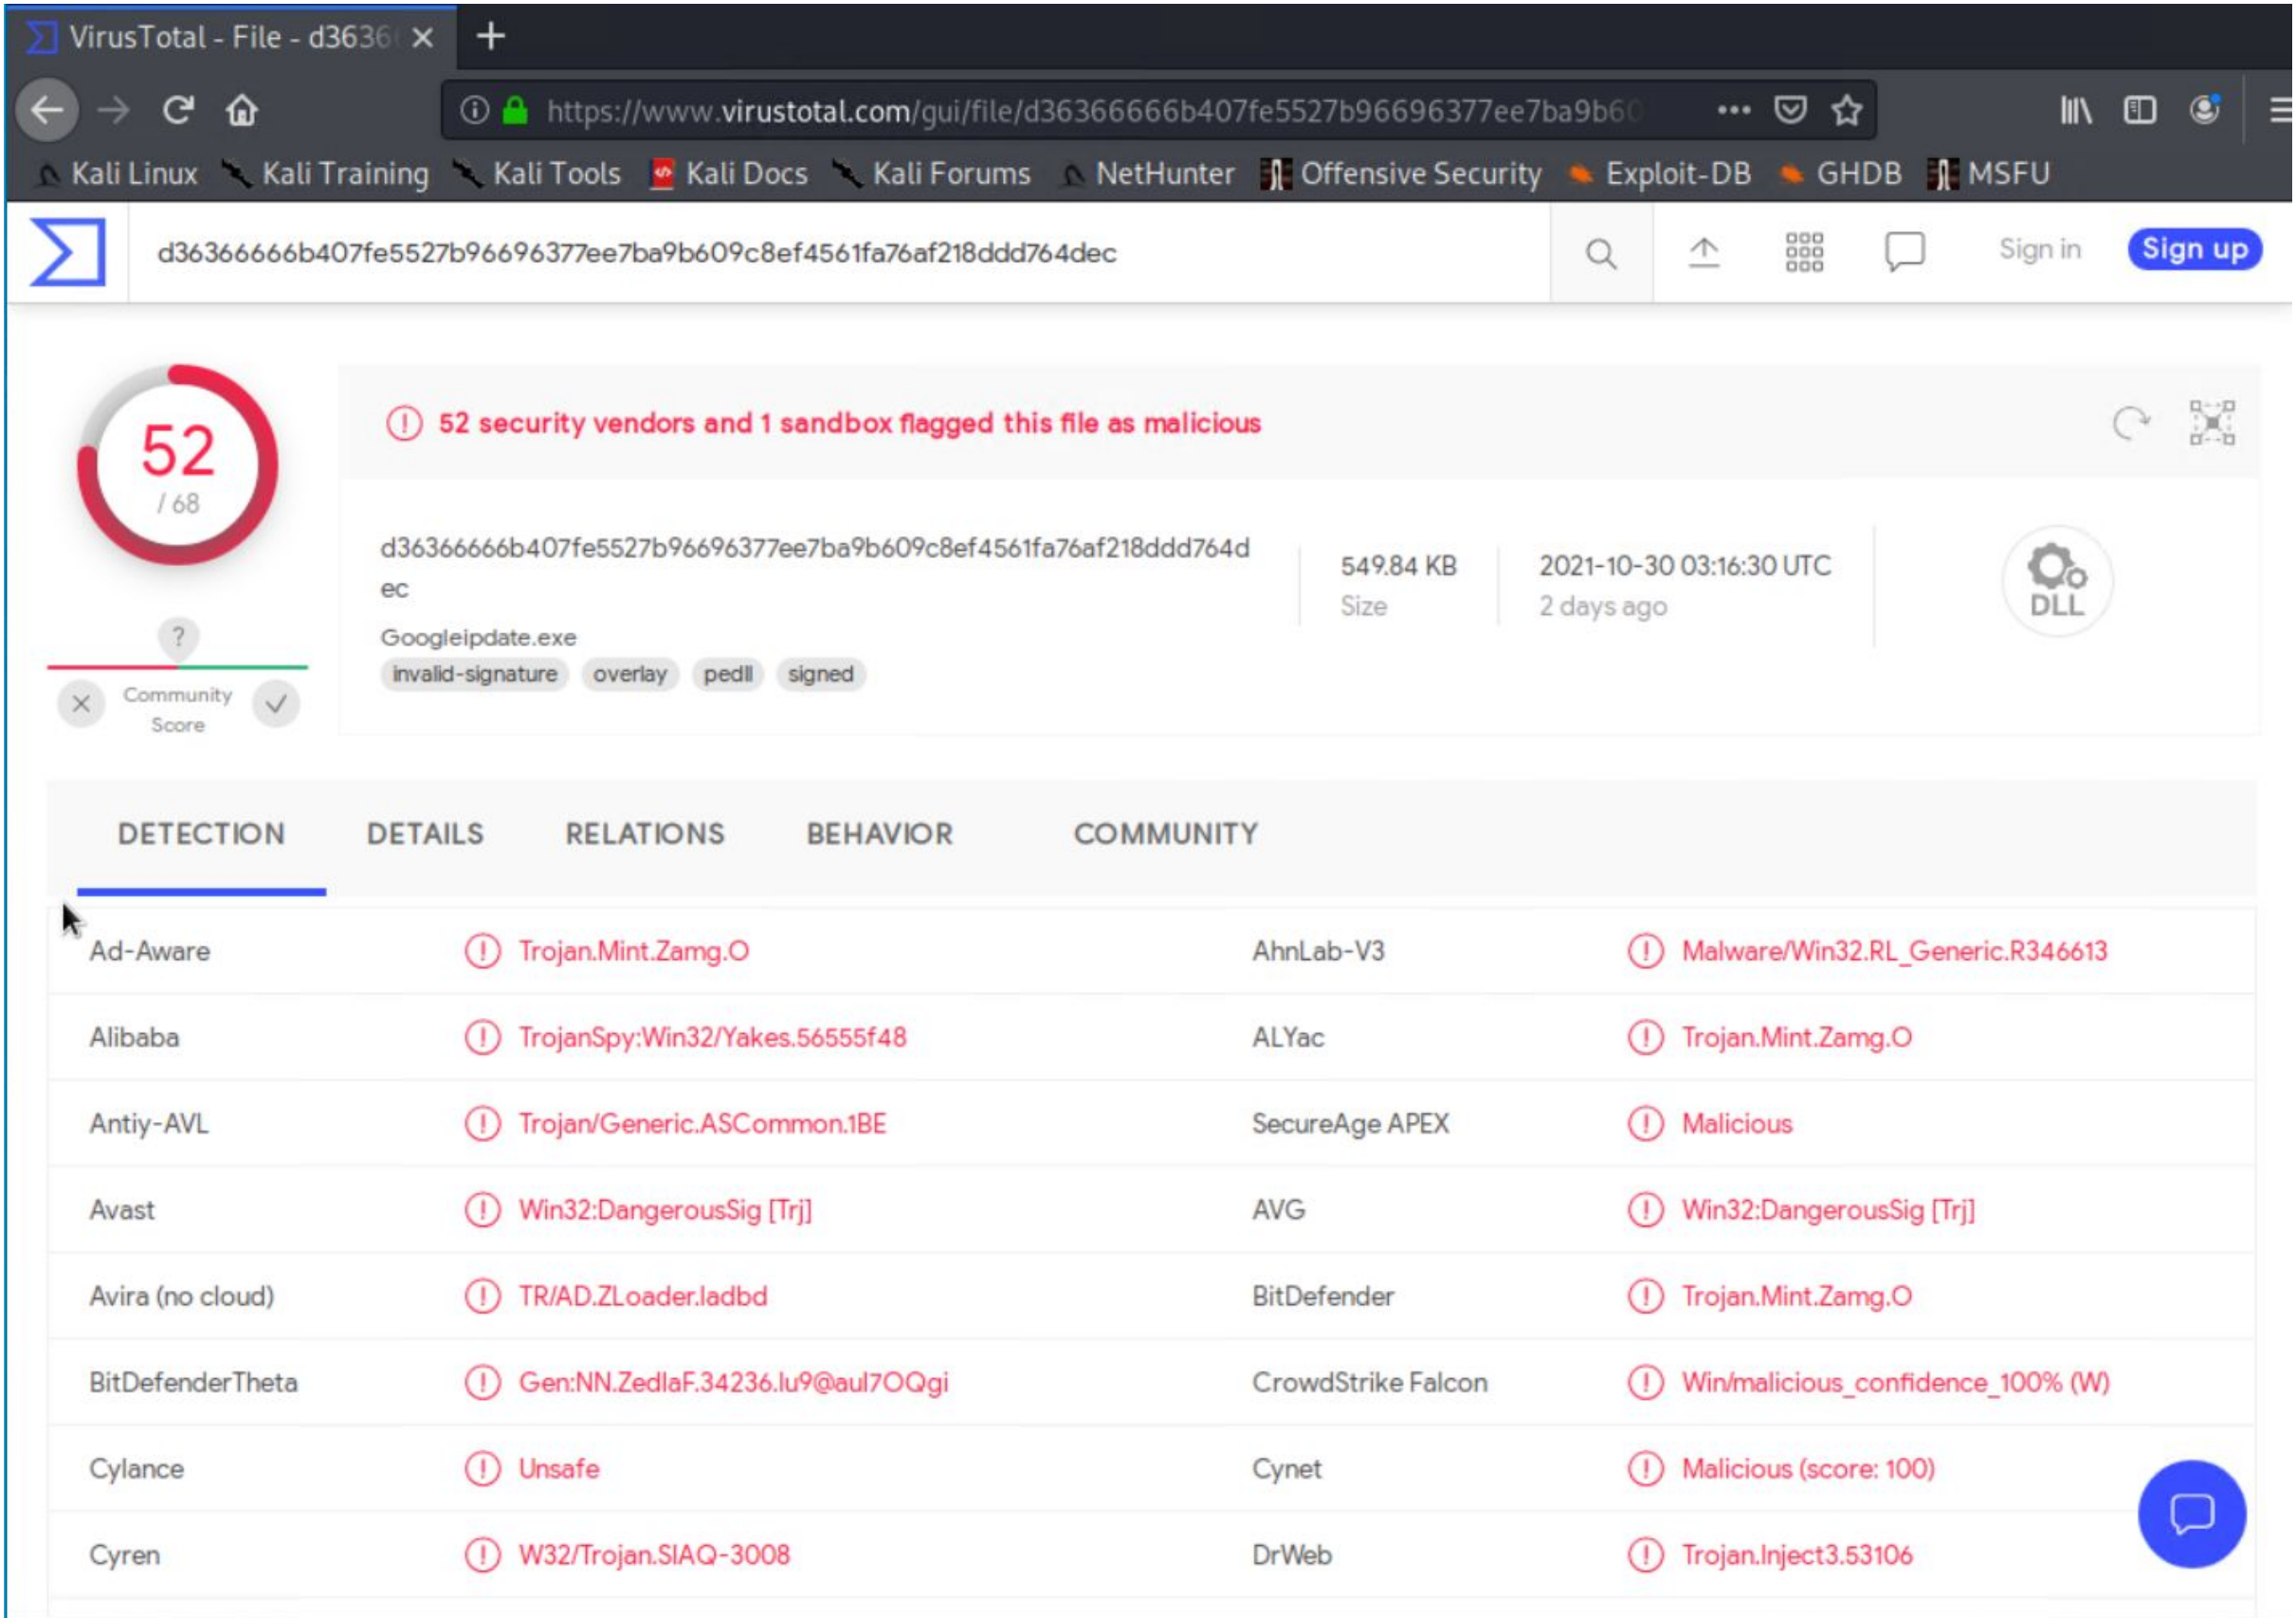 VirusTotal - File - d3636
https://www.virustotal.com/gui/file/d36366666b407fe5527b96696377ee7ba9b60
Kali Linux Kali Training Kali Tools Kali Docs Kali Forums NetHunter Offensive Security Exploit-DB GHDB MSFU
d36366666b407fe5527b96696377ee7ba9b609c8ef4561fa76af218ddd764dec
Sign in Sign up
52
/ 68
52 security vendors and 1 sandbox flagged this file as malicious
d36366666b407fe5527b96696377ee7ba9b609c8ef4561fa76af218ddd764d
ec
Googleipdate.exe
invalid-signature overlay pedll signed
549.84 KB
Size
2021-10-30 03:16:30 UTC
2 days ago
DLL
?
Community
Score
DETECTION DETAILS RELATIONS BEHAVIOR COMMUNITY
Ad-Aware Trojan.Mint.Zamg.O AhnLab-V3 Malware/Win32.RL_Generic.R346613
Alibaba TrojanSpy:Win32/Yakes.56555f48 ALYac Trojan.Mint.Zamg.O
Antiy-AVL Trojan/Generic.ASCommon.1BE SecureAge APEX Malicious
Avast Win32:DangerousSig [Trj] AVG Win32:DangerousSig [Trj]
Avira (no cloud) TR/AD.ZLoader.ladbd BitDefender Trojan.Mint.Zamg.O
BitDefenderTheta Gen:NN.ZedlaF.34236.lu9@aul7OQgi CrowdStrike Falcon Win/malicious_confidence_100% (W)
Cylance Unsafe Cynet Malicious (score: 100)
Cyren W32/Trojan.SIAQ-3008 DrWeb Trojan.Inject3.53106